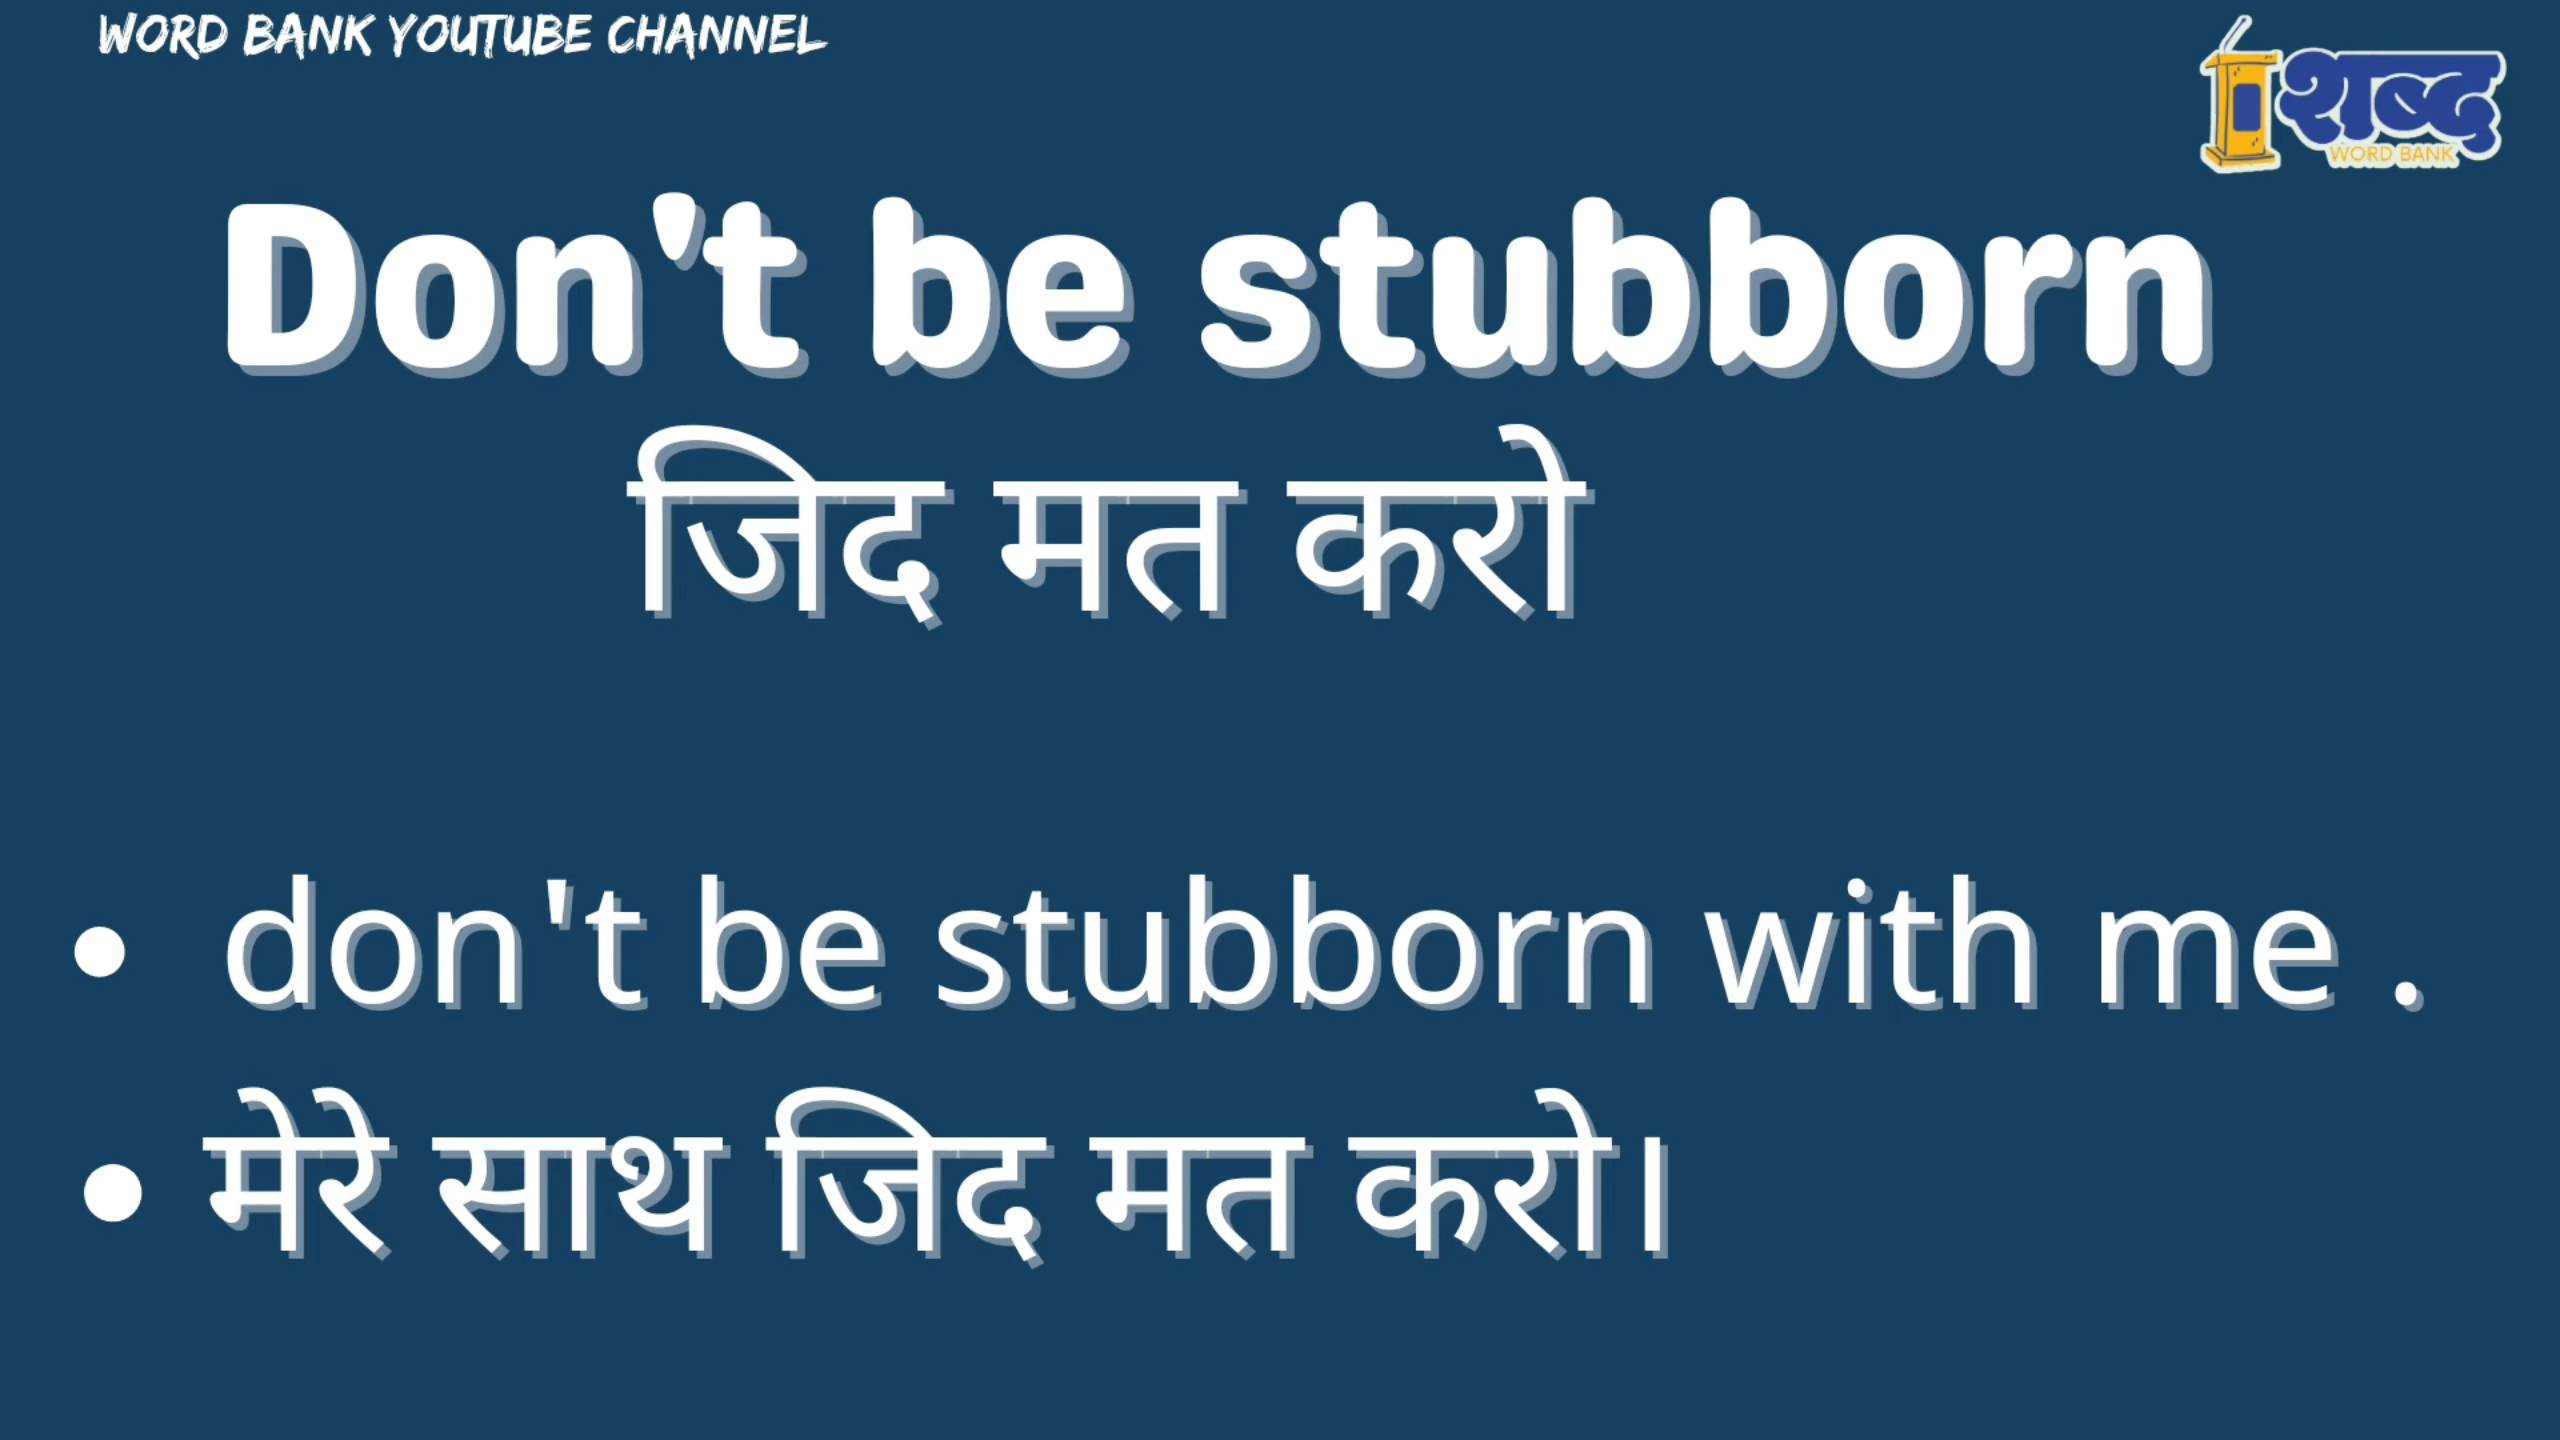 WORD BANK YOUTUBE CHANNEL
शब्द
WORD BANK
Don't be stubborn
जिद मत करो
• don't be stubborn with me .
• मेरे साथ जिद मत करो।